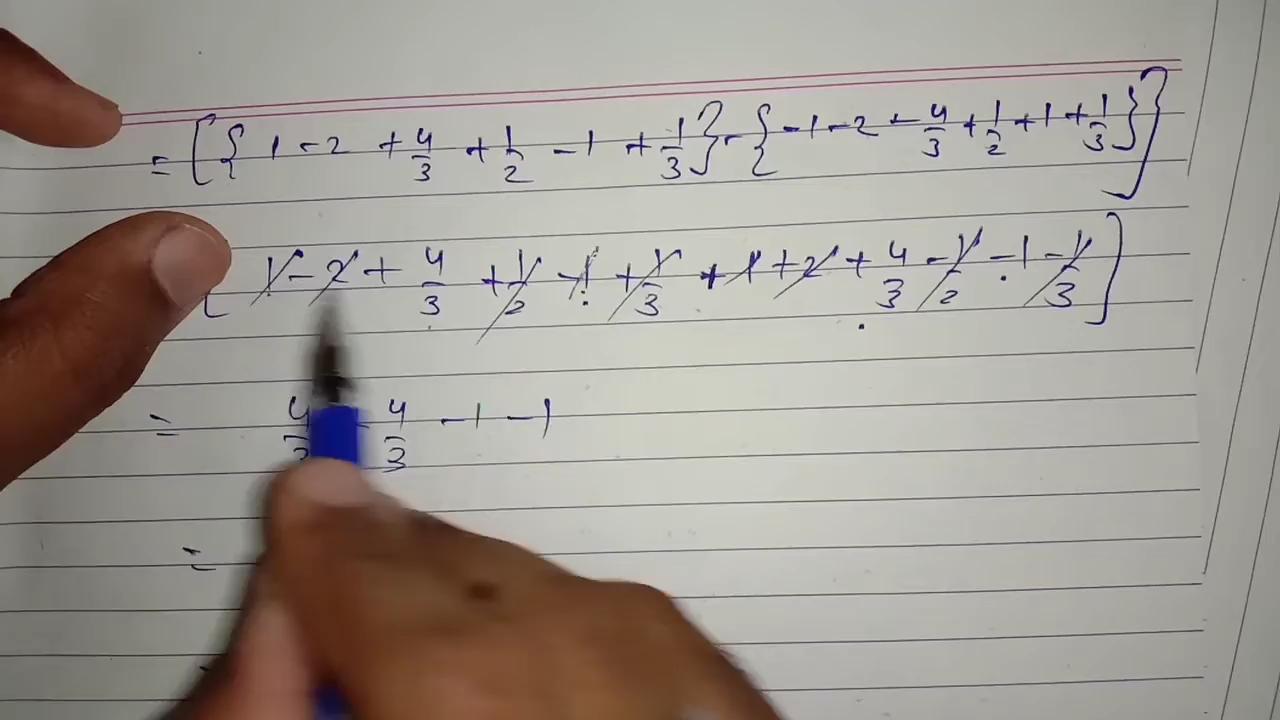 = [{1 - 2 + 4/3 + 1/2 - 1 + 1/3} - {-1 - 2 - 4/3 + 1/2 + 1 + 1/3}]
[1 - 2 + 4/3 + 1/2 - 1 + 1/3 + 1 + 2 + 4/3 - 1/2 - 1 - 1/3]
= 4/3 4/3 - 1 - 1
=